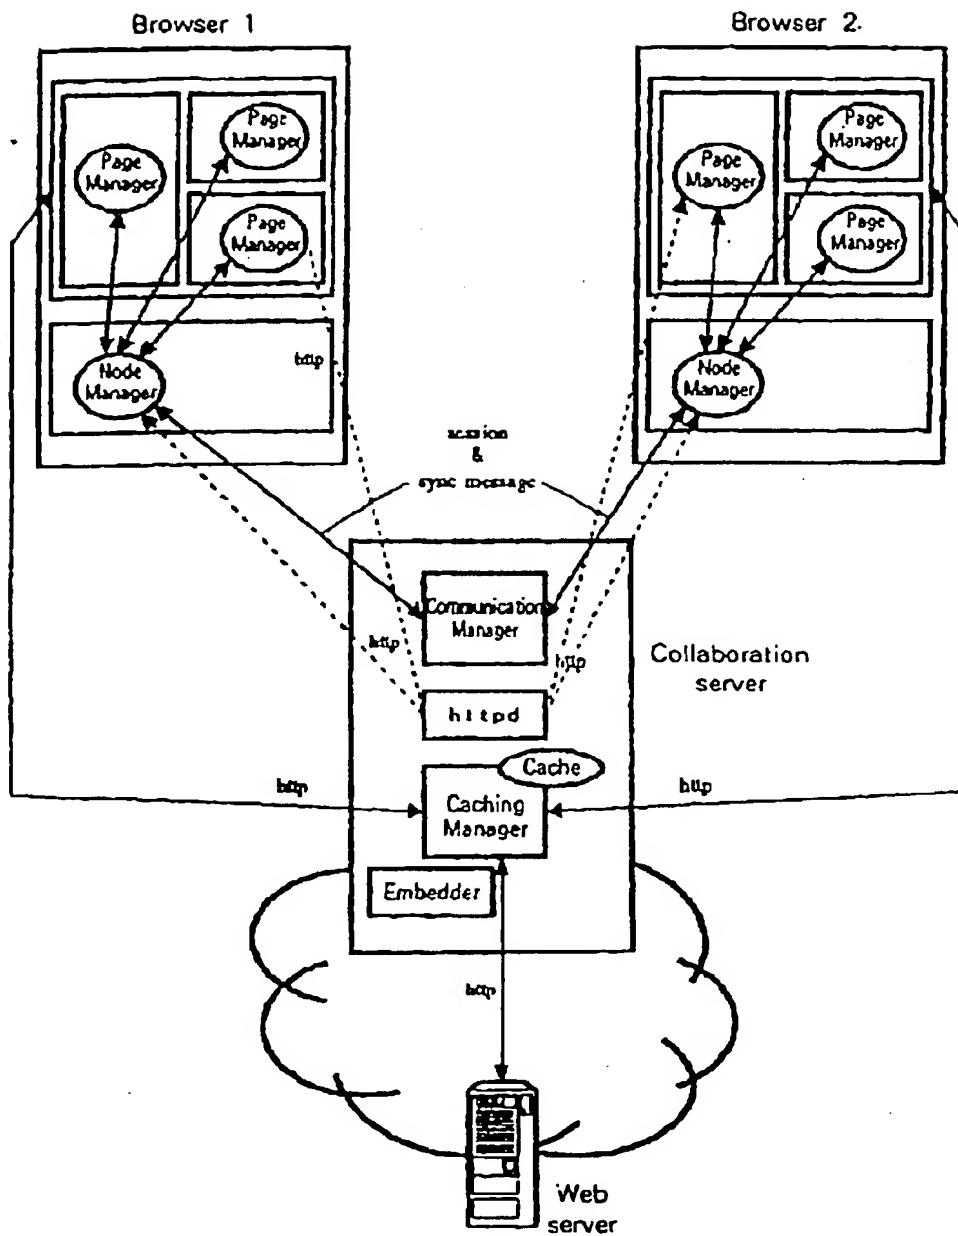 Browser 1
Browser 2
Page
Manager
Page
Manager
Page
Manager
Node
Manager
http
Page
Manager
Page
Manager
Page
Manager
Node
Manager
session
&
sync message
Communication
Manager
http
http
httpd
Collaboration
server
Cache
Caching
Manager
http
http
Embedder
http
Web
server